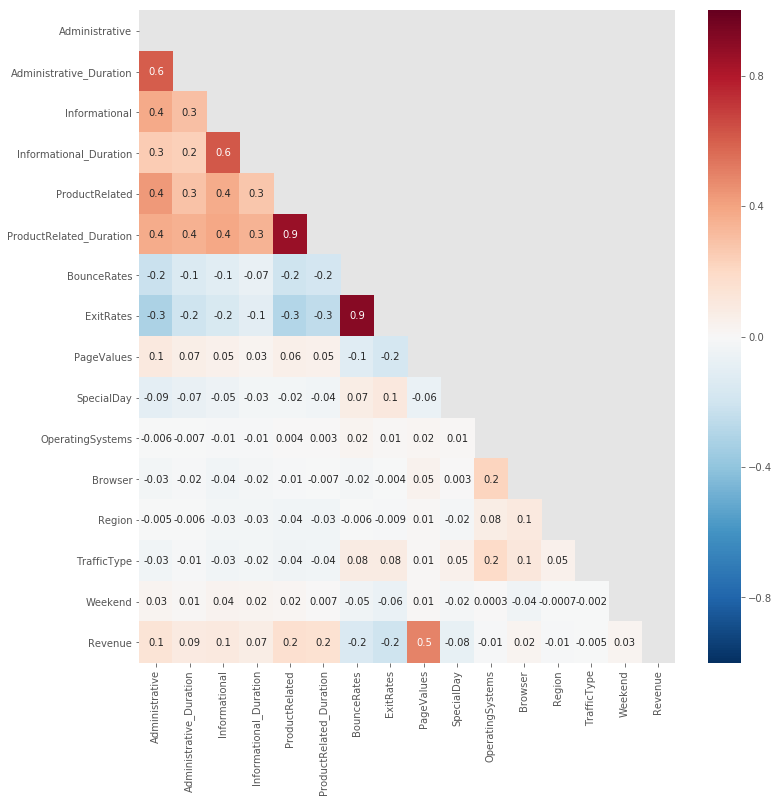 Administrative
Administrative_Duration 0.6
Informational 0.4 0.3
Informational_Duration 0.3 0.2 0.6
ProductRelated 0.4 0.3 0.4 0.3
ProductRelated_Duration 0.4 0.4 0.4 0.3 0.9
BounceRates -0.2 -0.1 -0.1 -0.07 -0.2 -0.2
ExitRates -0.3 -0.2 -0.2 -0.1 -0.3 -0.3 0.9
PageValues 0.1 0.07 0.05 0.03 0.06 0.05 -0.1 -0.2
SpecialDay -0.09 -0.07 -0.05 -0.03 -0.02 -0.04 0.07 0.1 -0.06
OperatingSystems -0.006 -0.007 -0.01 -0.01 0.004 0.003 0.02 0.01 0.02 0.01
Browser -0.03 -0.02 -0.04 -0.02 -0.01 -0.007 -0.02 -0.004 0.05 0.003 0.2
Region -0.005 -0.006 -0.03 -0.03 -0.04 -0.03 -0.006 -0.009 0.01 -0.02 0.08 0.1
TrafficType -0.03 -0.01 -0.03 -0.02 -0.04 -0.04 0.08 0.08 0.01 0.05 0.2 0.1 0.05
Weekend 0.03 0.01 0.04 0.02 0.02 0.007 -0.05 -0.06 0.01 -0.02 0.0003 -0.04 -0.0007 -0.002
Revenue 0.1 0.09 0.1 0.07 0.2 0.2 -0.2 -0.2 0.5 -0.08 -0.01 0.02 -0.01 -0.005 0.03
Administrative
Administrative_Duration
Informational
Informational_Duration
ProductRelated
ProductRelated_Duration
BounceRates
ExitRates
PageValues
SpecialDay
OperatingSystems
Browser
Region
TrafficType
Weekend
Revenue
0.8
0.4
0.0
-0.4
-0.8